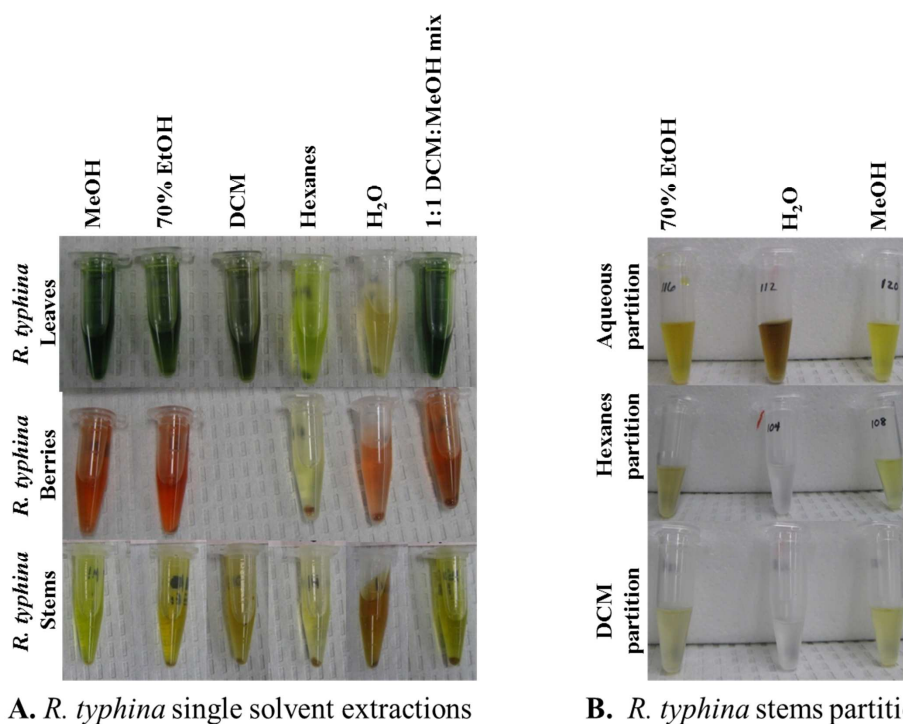 MeOH
70% EtOH
DCM
Hexanes
H₂O
1:1 DCM:MeOH mix
R. typhina
Leaves
R. typhina
Berries
R. typhina
Stems
A. R. typhina single solvent extractions
70% EtOH
H₂O
MeOH
Aqueous
partition
116
112
120
Hexanes
partition
104
108
DCM
partition
B. R. typhina stems partiti